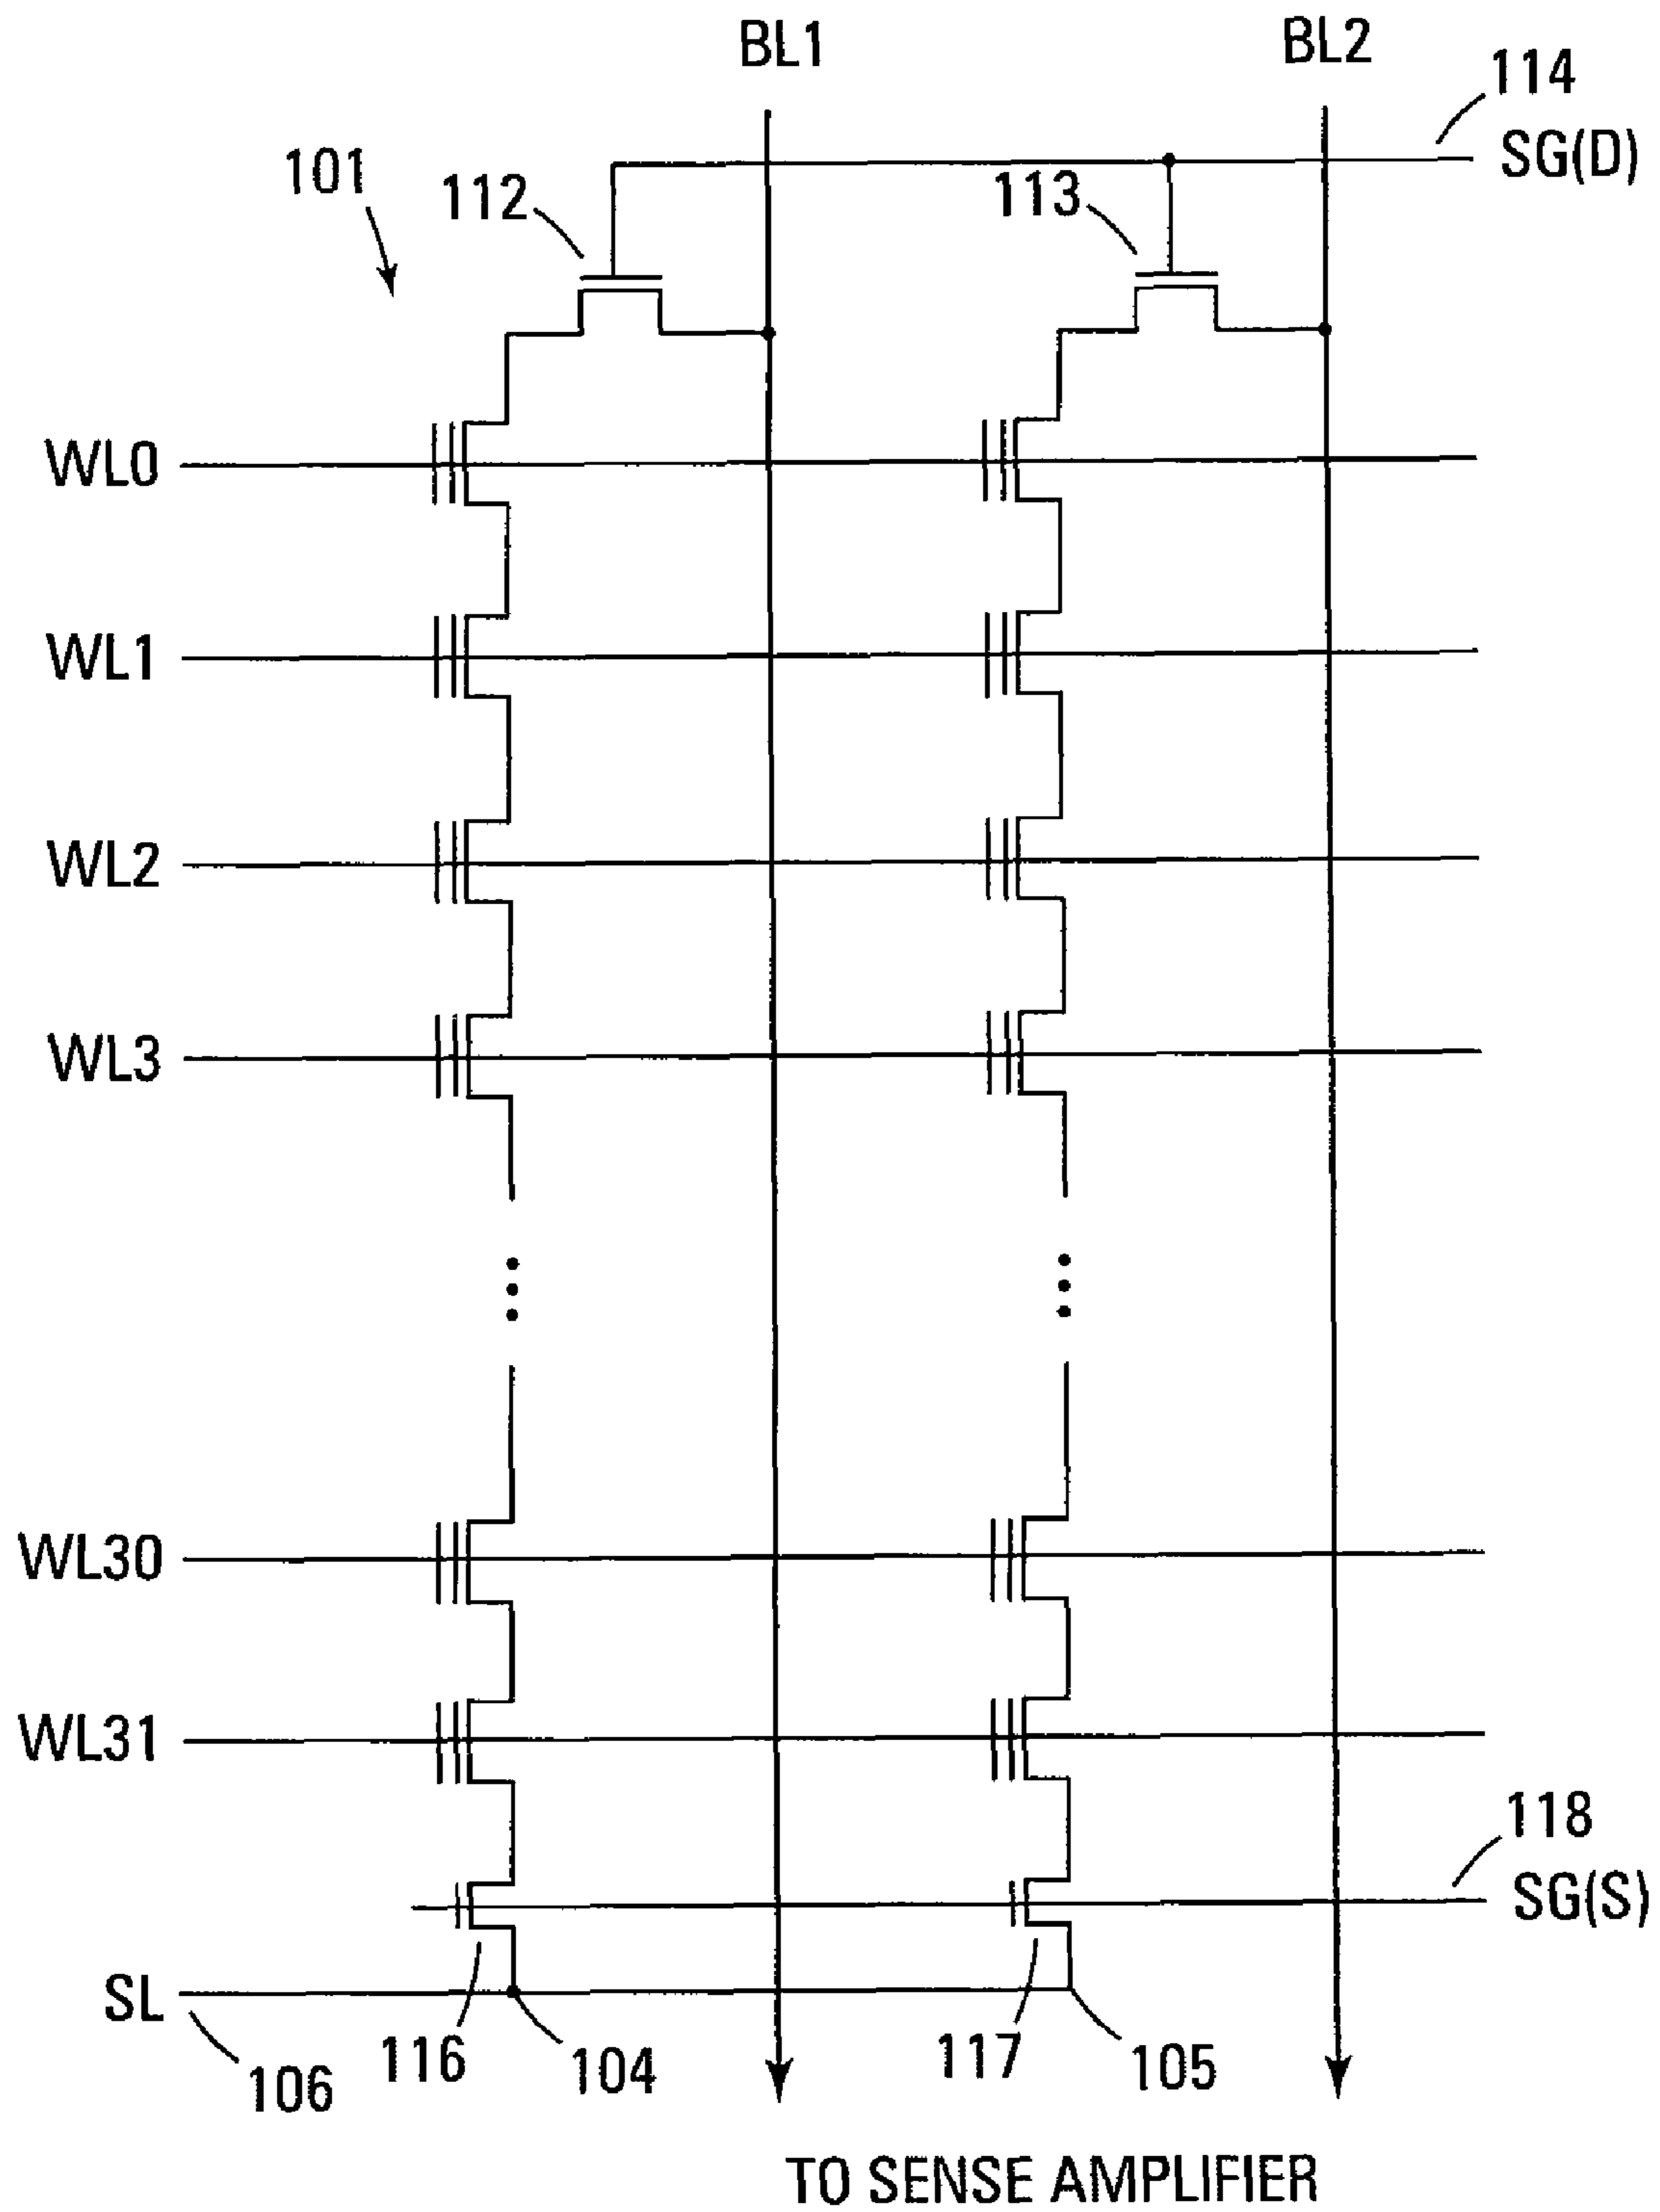 BL1
BL2
114
SG(D)
101
112
113
WL0
WL1
WL2
WL3
WL30
WL31
118
SG(S)
SL
106
116
104
117
105
TO SENSE AMPLIFIER